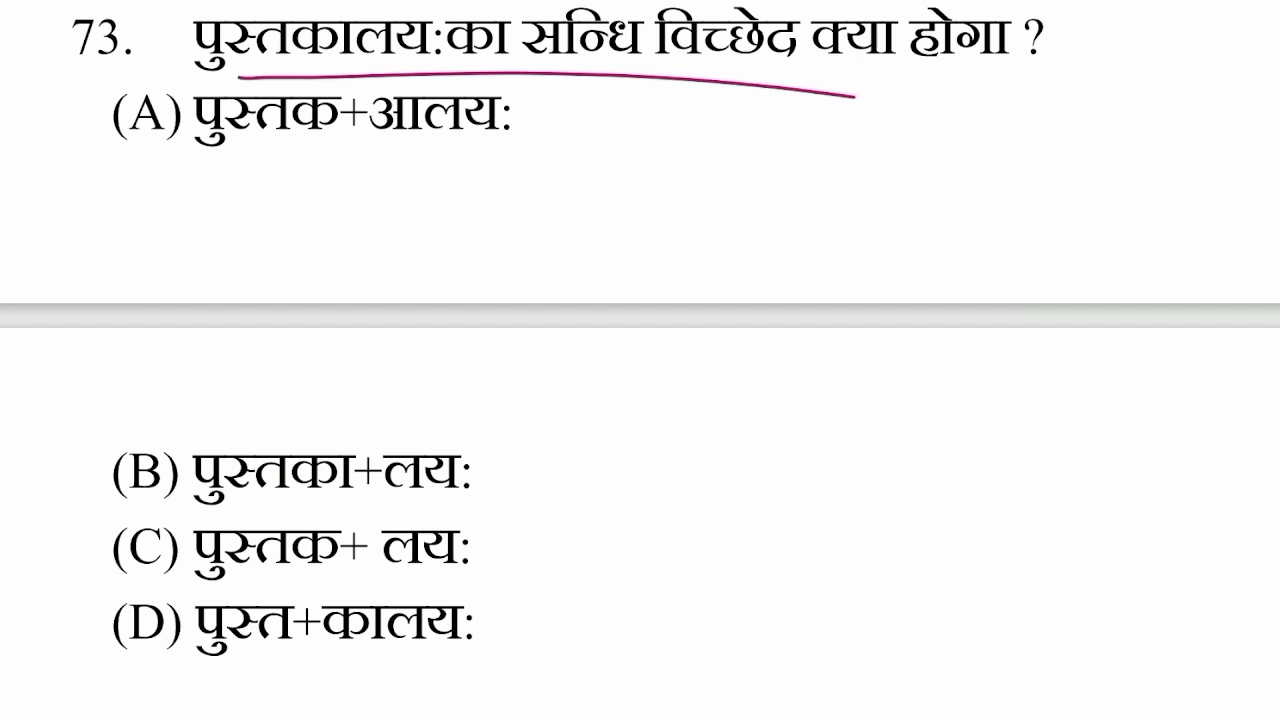 73. पुस्तकालय:का सन्धि विच्छेद क्या होगा ?
(A) पुस्तक+आलय:
(B) पुस्तका+लय:
(C) पुस्तक+ लय:
(D) पुस्त+कालय: